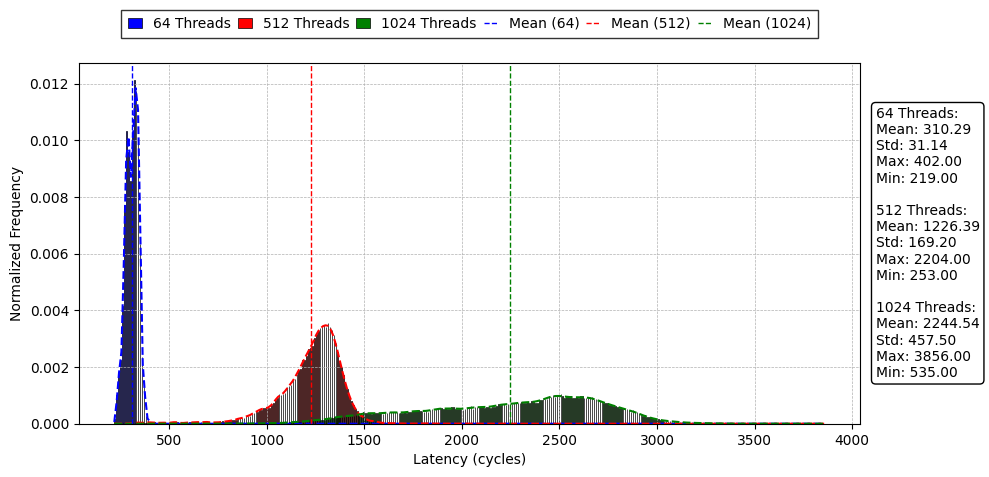 64 Threads 512 Threads 1024 Threads Mean (64) Mean (512) Mean (1024)
0.012
0.010
0.008
0.006
0.004
0.002
0.000
Normalized Frequency
500 1000 1500 2000 2500 3000 3500 4000
Latency (cycles)
64 Threads:
Mean: 310.29
Std: 31.14
Max: 402.00
Min: 219.00
512 Threads:
Mean: 1226.39
Std: 169.20
Max: 2204.00
Min: 253.00
1024 Threads:
Mean: 2244.54
Std: 457.50
Max: 3856.00
Min: 535.00